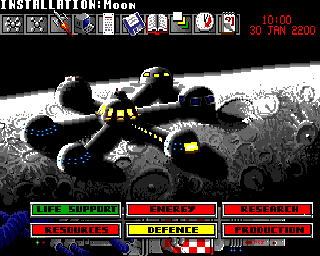 INSTALLATION:Moon
10:00
30 JAN 2200
LIFE SUPPORT ENERGY RESEARCH
RESOURCES DEFENCE PRODUCTION